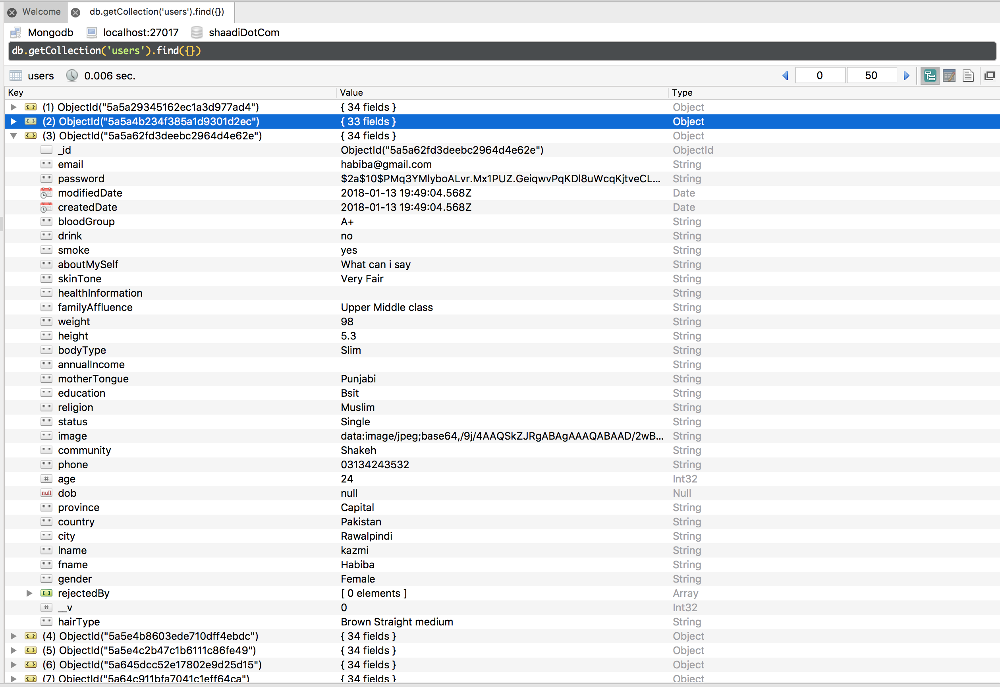 Welcome db.getCollection('users').find({})
Mongodb localhost:27017 shaadiDotCom
db.getCollection('users').find({})
users 0.006 sec. 0 50
Key Value Type
(1) ObjectId("5a5a29345162ec1a3d977ad4") { 34 fields } Object
(2) ObjectId("5a5a4b234f385a1d9301d2ec") { 33 fields } Object
(3) ObjectId("5a5a62fd3deebc2964d4e62e") { 34 fields } Object
_id ObjectId("5a5a62fd3deebc2964d4e62e") ObjectId
"" email habiba@gmail.com String
"" password $2a$10$PMq3YMlyboALvr.Mx1PUZ.GeiqwvPqKDl8uWcqKjtveCL... String
modifiedDate 2018-01-13 19:49:04.568Z Date
createdDate 2018-01-13 19:49:04.568Z Date
"" bloodGroup A+ String
"" drink no String
"" smoke yes String
"" aboutMySelf What can i say String
"" skinTone Very Fair String
"" healthInformation String
"" familyAffluence Upper Middle class String
"" weight 98 String
"" height 5.3 String
"" bodyType Slim String
"" annualIncome String
"" motherTongue Punjabi String
"" education Bsit String
"" religion Muslim String
"" status Single String
"" image data:image/jpeg;base64,/9j/4AAQSkZJRgABAgAAAQABAAD/2wB... String
"" community Shakeh String
"" phone 03134243532 String
# age 24 Int32
null dob null Null
"" province Capital String
"" country Pakistan String
"" city Rawalpindi String
"" lname kazmi String
"" fname Habiba String
"" gender Female String
rejectedBy [ 0 elements ] Array
# __v 0 Int32
"" hairType Brown Straight medium String
(4) ObjectId("5a5e4b8603ede710dff4ebdc") { 34 fields } Object
(5) ObjectId("5a5e4c2b47c1b6111c86fe49") { 34 fields } Object
(6) ObjectId("5a645dcc52e17802e9d25d15") { 34 fields } Object
(7) ObjectId("5a64c911bfa7041c1eff64ca") { 34 fields } Object